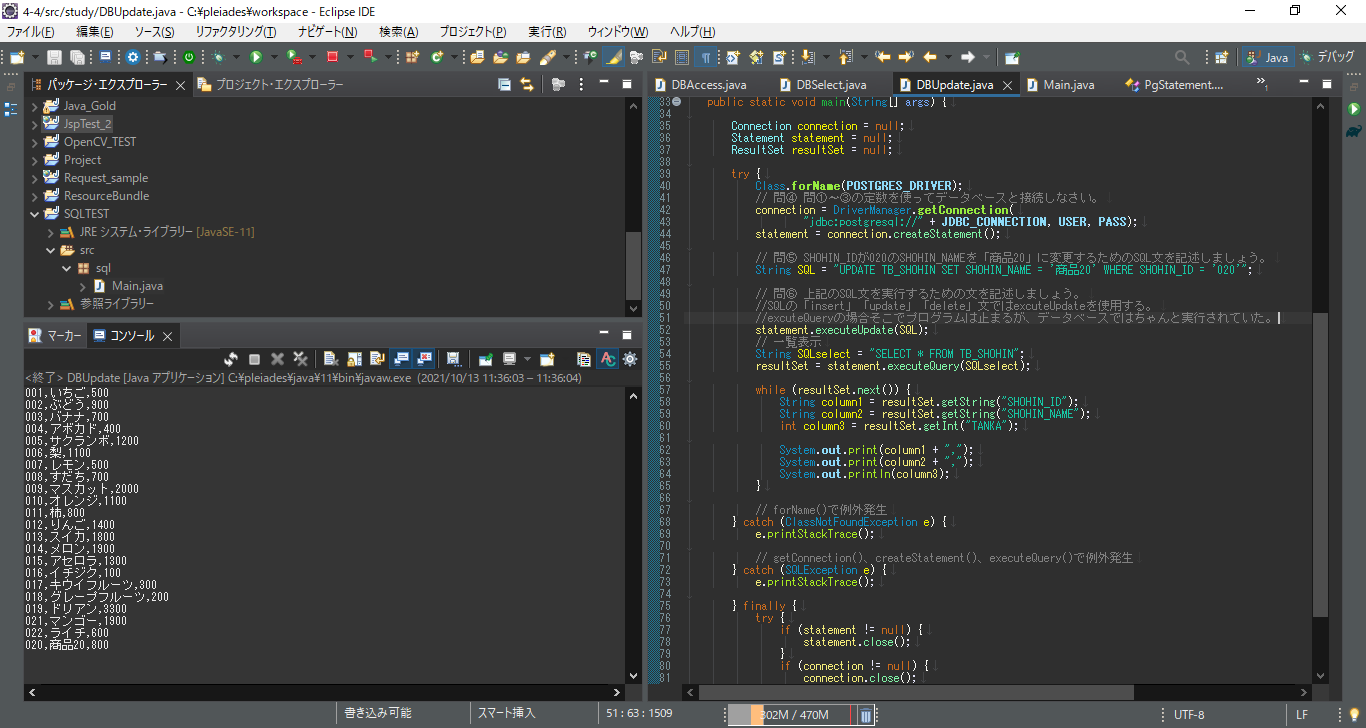 4-4/src/study/DBUpdate.java - C:¥pleiades¥workspace - Eclipse IDE
ファイル(F) 編集(E) ソース(S) リファクタリング(T) ナビゲート(N) 検索(A) プロジェクト(P) 実行(R) ウィンドウ(W) ヘルプ(H)
Java デバッグ
パッケージ・エクスプローラー プロジェクト・エクスプローラー
Java_Gold
JspTest_2
OpenCV_TEST
Project
Request_sample
ResourceBundle
SQLTEST
JRE システム・ライブラリー [JavaSE-11]
src
sql
Main.java
参照ライブラリー
マーカー コンソール
<終了> DBUpdate [Java アプリケーション] C:¥pleiades¥java¥11¥bin¥javaw.exe (2021/10/13 11:36:03 – 11:36:04)
001,いちご,500
002,ぶどう,900
003,バナナ,700
004,アボカド,400
005,サクランボ,1200
006,梨,1100
007,レモン,500
008,すだち,700
009,マスカット,2000
010,オレンジ,1100
011,柿,800
012,りんご,1400
013,スイカ,1800
014,メロン,1900
015,アセロラ,1300
016,イチジク,100
017,キウイフルーツ,300
018,グレープフルーツ,200
019,ドリアン,3300
021,マンゴー,1900
022,ライチ,600
020,商品20,800
DBAccess.java DBSelect.java DBUpdate.java Main.java PgStatement.... »1
33 public static void main(String[] args) {
34
35 Connection connection = null;
36 Statement statement = null;
37 ResultSet resultSet = null;
38
39 try {
40 Class.forName(POSTGRES_DRIVER);
41 // 問④ 問①～③の定数を使ってデータベースと接続しなさい。
42 connection = DriverManager.getConnection(
43 "jdbc:postgresql://" + JDBC_CONNECTION, USER, PASS);
44 statement = connection.createStatement();
45
46 // 問⑤ SHOHIN_IDが020のSHOHIN_NAMEを「商品20」に変更するためのSQL文を記述しましょう。
47 String SQL = "UPDATE TB_SHOHIN SET SHOHIN_NAME = '商品20' WHERE SHOHIN_ID = '020'";
48
49 // 問⑥ 上記のSQL文を実行するための文を記述しましょう。
50 //SQLの「insert」「update」「delete」文ではexcuteUpdateを使用する。
51 //excuteQueryの場合そこでプログラムは止まるが、データベースではちゃんと実行されていた。
52 statement.executeUpdate(SQL);
53 // 一覧表示
54 String SQLselect = "SELECT * FROM TB_SHOHIN";
55 resultSet = statement.executeQuery(SQLselect);
56
57 while (resultSet.next()) {
58 String column1 = resultSet.getString("SHOHIN_ID");
59 String column2 = resultSet.getString("SHOHIN_NAME");
60 int column3 = resultSet.getInt("TANKA");
61
62 System.out.print(column1 + ",");
63 System.out.print(column2 + ",");
64 System.out.println(column3);
65 }
66
67 // forName()で例外発生
68 } catch (ClassNotFoundException e) {
69 e.printStackTrace();
70
71 // getConnection()、createStatement()、executeQuery()で例外発生
72 } catch (SQLException e) {
73 e.printStackTrace();
74
75 } finally {
76 try {
77 if (statement != null) {
78 statement.close();
79 }
80 if (connection != null) {
81 connection.close();
書き込み可能 スマート挿入 51 : 63 : 1509 302M / 470M UTF-8 LF